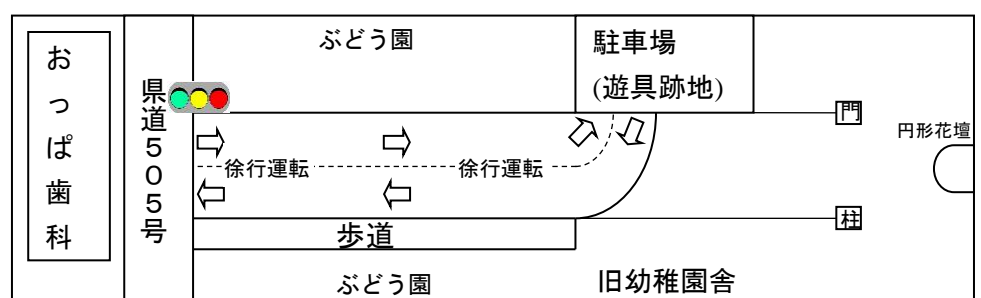 おっぱ歯科
県道505号
ぶどう園
駐車場
(遊具跡地)
門
円形花壇
徐行運転
徐行運転
柱
歩道
ぶどう園
旧幼稚園舎